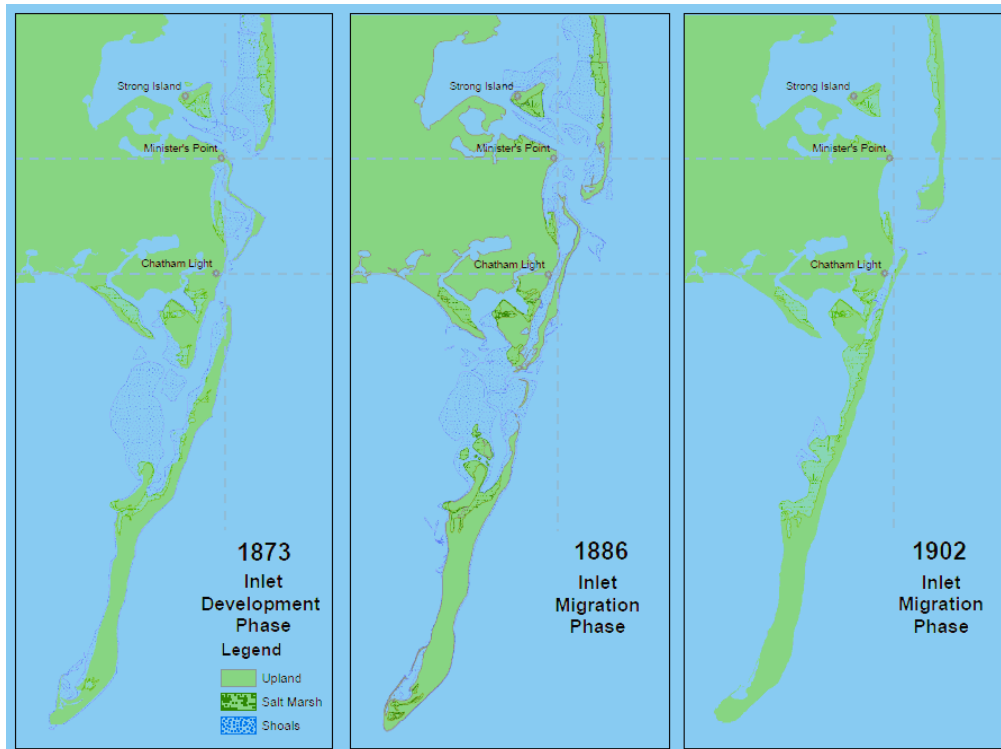 Strong Island
Minister's Point
Chatham Light
1873
Inlet
Development
Phase
Legend
Upland
Salt Marsh
Shoals
Strong Island
Minister's Point
Chatham Light
1886
Inlet
Migration
Phase
Strong Island
Minister's Point
Chatham Light
1902
Inlet
Migration
Phase